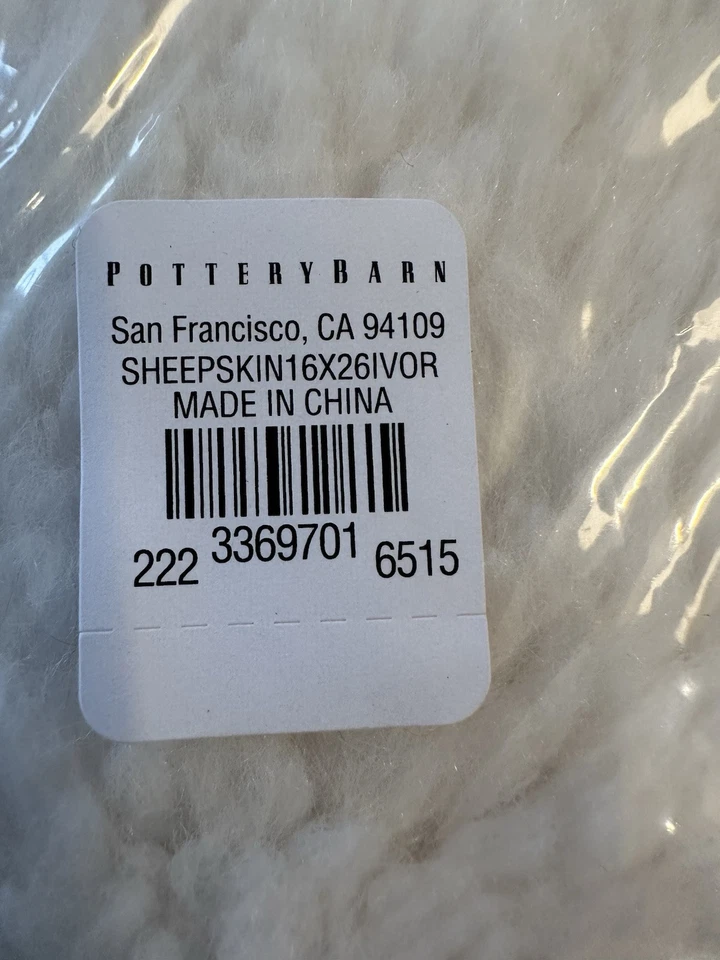 POTTERYBARN
San Francisco, CA 94109
SHEEPSKIN16X26IVOR
MADE IN CHINA
222 3369701 6515